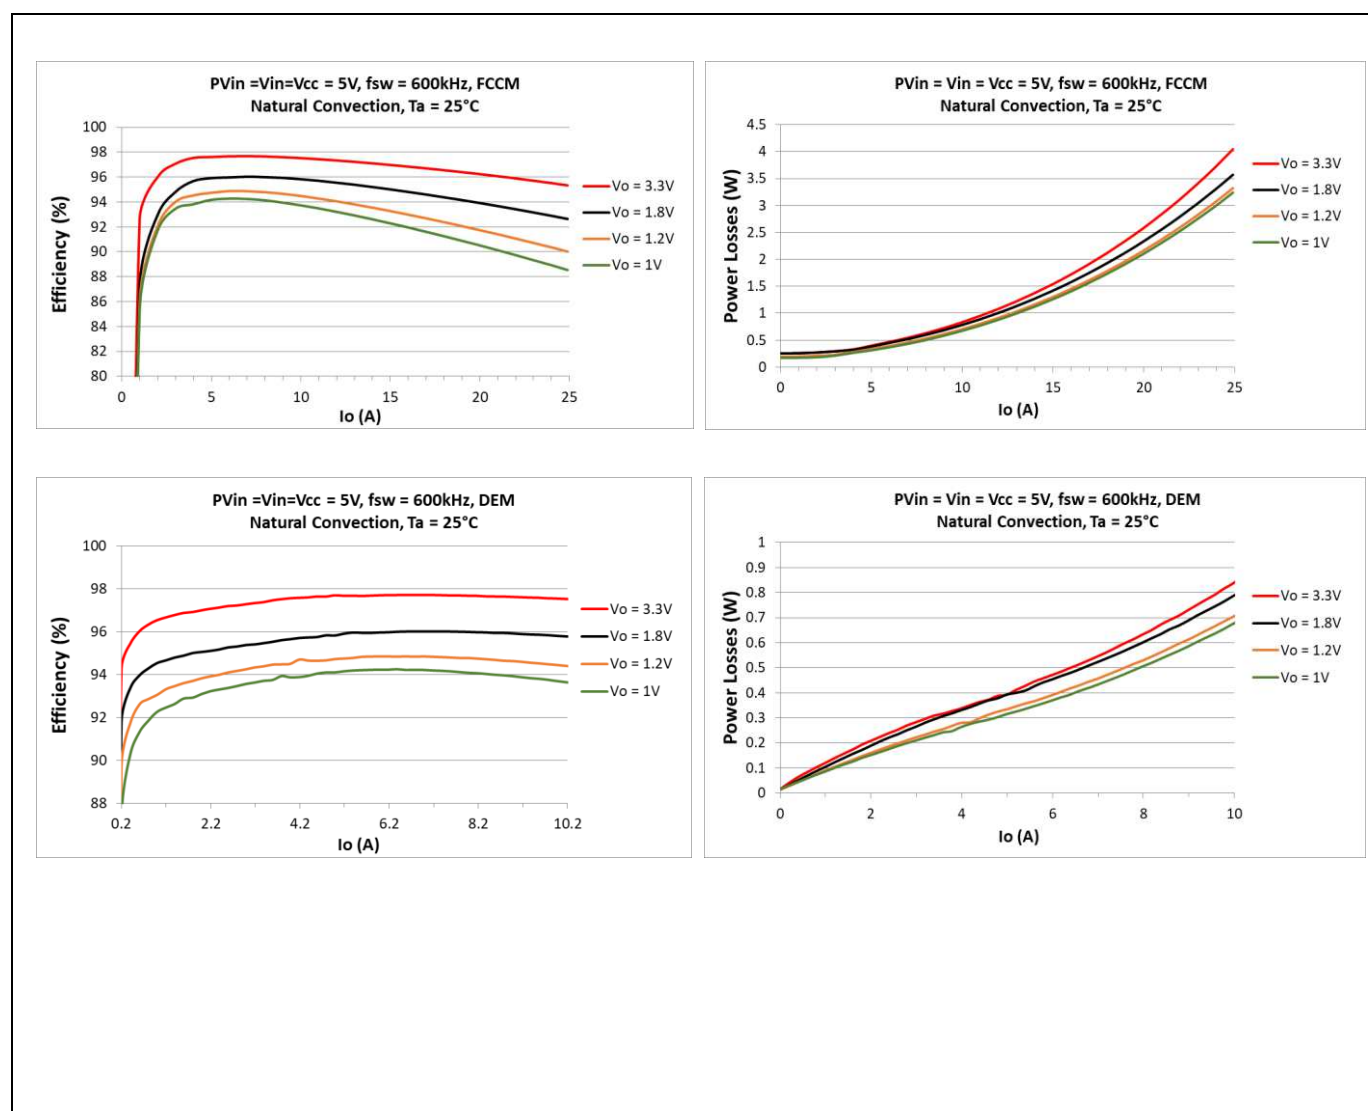 PVin =Vin=Vcc = 5V, fsw = 600kHz, FCCM
Natural Convection, Ta = 25°C
100
98
96
94
92
90
88
86
84
82
80
Efficiency (%)
0 5 10 15 20 25
Io (A)
Vo = 3.3V
Vo = 1.8V
Vo = 1.2V
Vo = 1V
PVin = Vin = Vcc = 5V, fsw = 600kHz, FCCM
Natural Convection, Ta = 25°C
4.5
4
3.5
3
2.5
2
1.5
1
0.5
0
Power Losses (W)
0 5 10 15 20 25
Io (A)
Vo = 3.3V
Vo = 1.8V
Vo = 1.2V
Vo = 1V
PVin =Vin=Vcc = 5V, fsw = 600kHz, DEM
Natural Convection, Ta = 25°C
100
98
96
94
92
90
88
Efficiency (%)
0.2 2.2 4.2 6.2 8.2 10.2
Io (A)
Vo = 3.3V
Vo = 1.8V
Vo = 1.2V
Vo = 1V
PVin = Vin = Vcc = 5V, fsw = 600kHz, DEM
Natural Convection, Ta = 25°C
1
0.9
0.8
0.7
0.6
0.5
0.4
0.3
0.2
0.1
0
Power Losses (W)
0 2 4 6 8 10
Io (A)
Vo = 3.3V
Vo = 1.8V
Vo = 1.2V
Vo = 1V